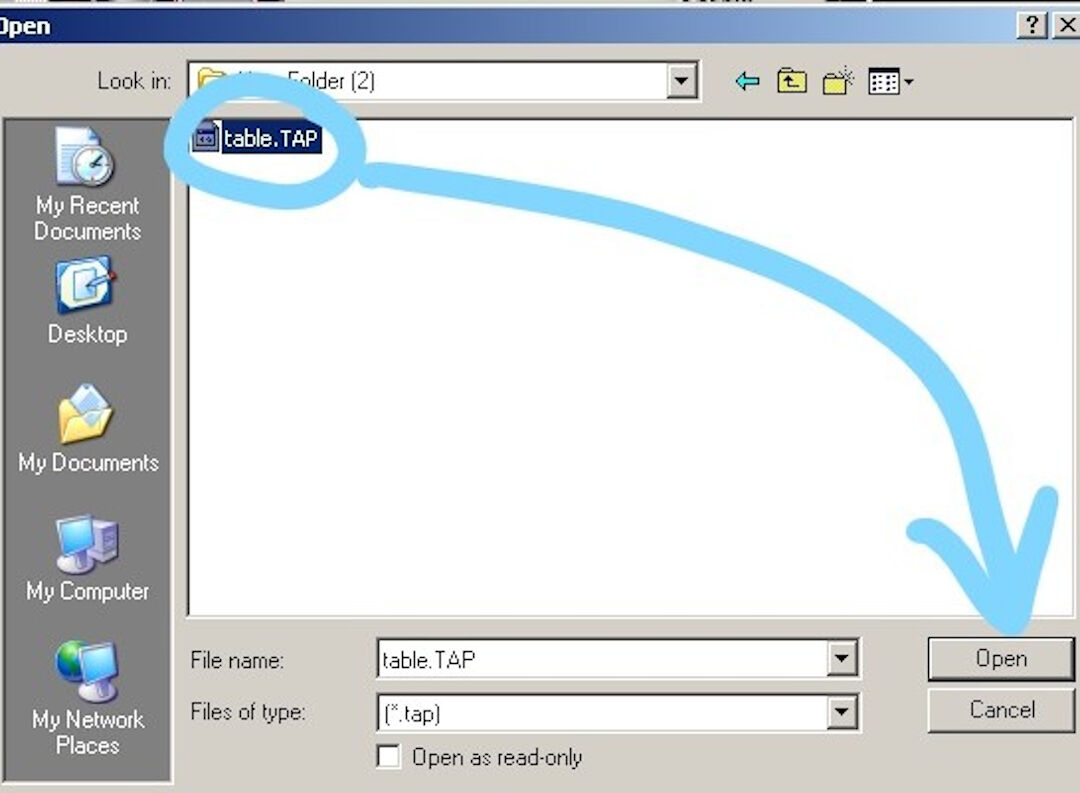 Open
Look in:
Folder (2)
table.TAP
My Recent
Documents
Desktop
My Documents
My Computer
My Network
Places
File name:
table.TAP
Open
Files of type:
(*.tap)
Cancel
Open as read-only